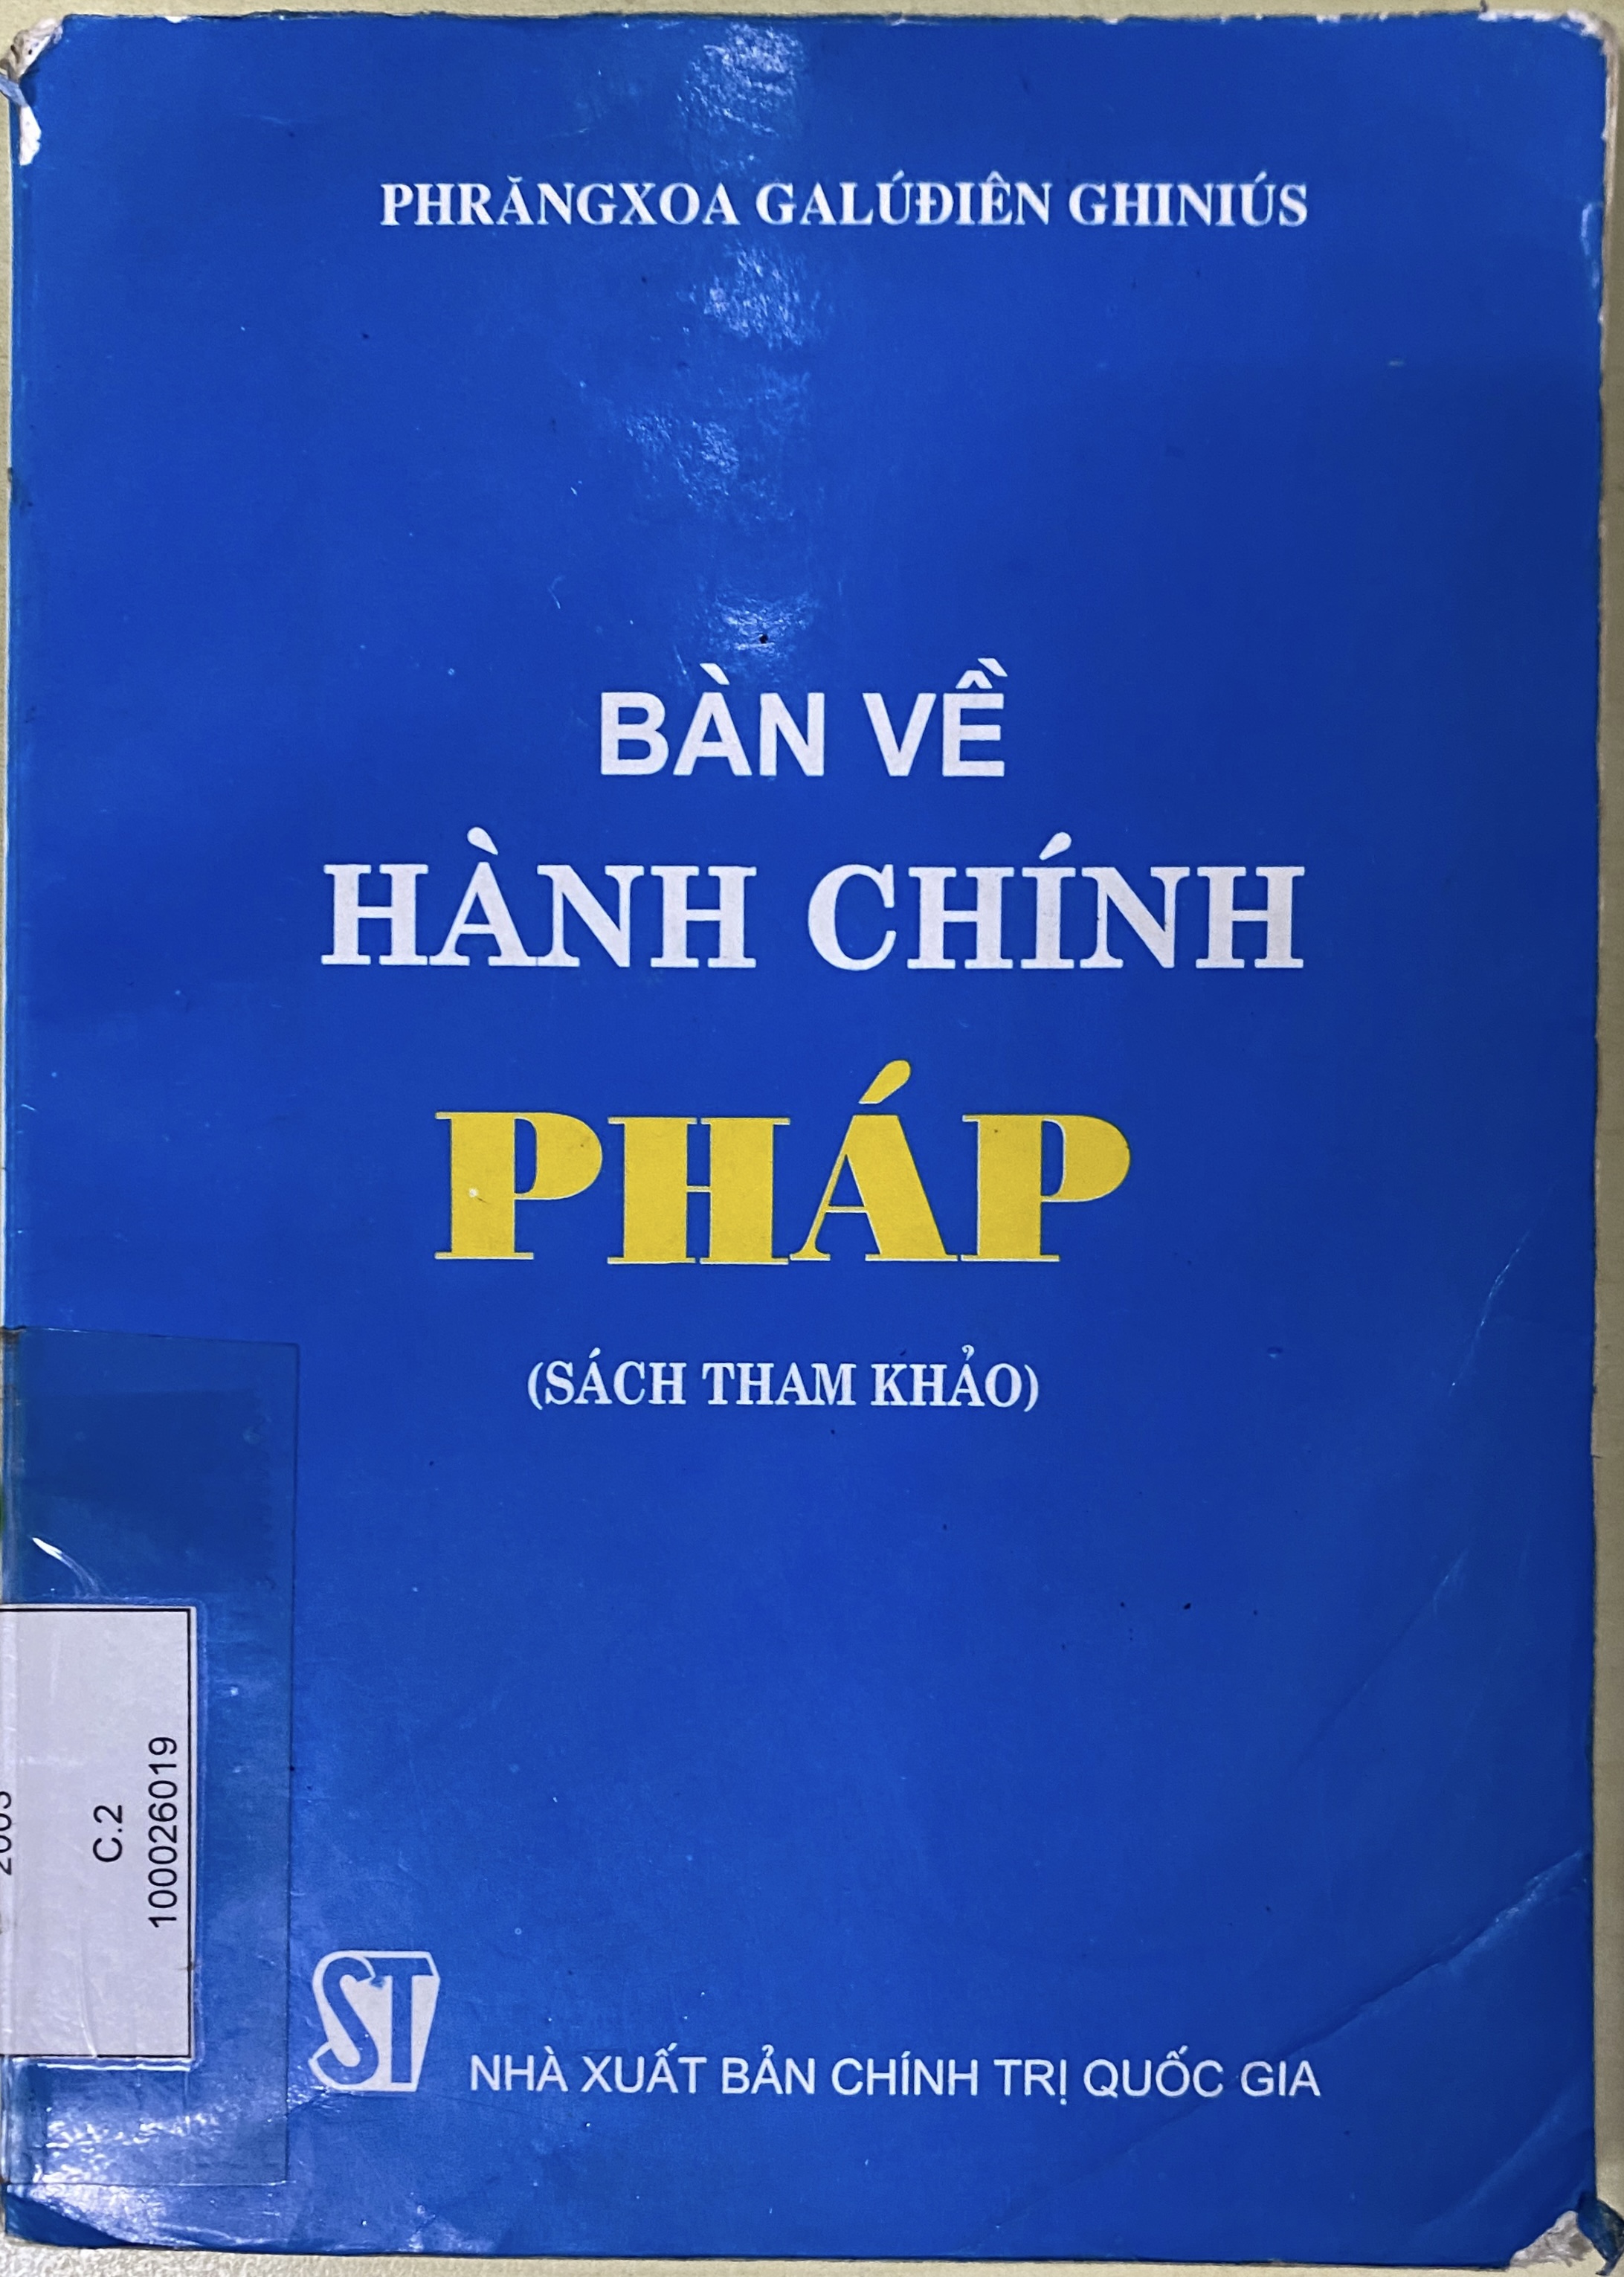 PHRĂNGXOA GALÚĐIÊN GHINIÚS
BÀN VỀ
HÀNH CHÍNH
PHÁP
(SÁCH THAM KHẢO)
C.2
100026019
ST
NHÀ XUẤT BẢN CHÍNH TRỊ QUỐC GIA